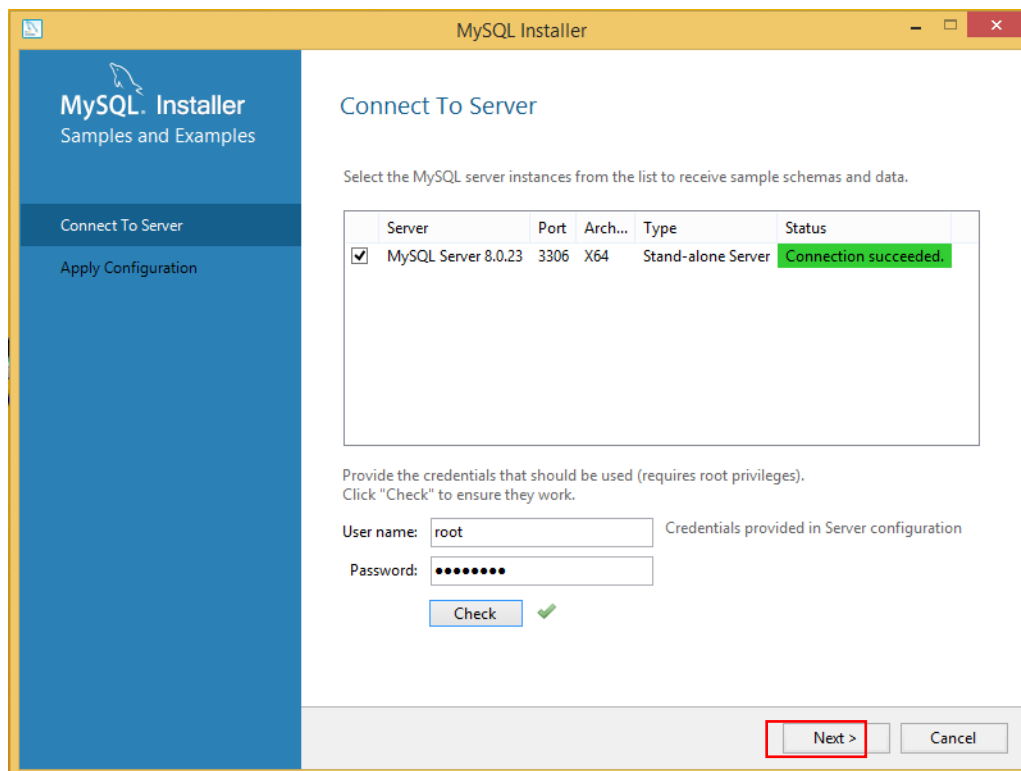 MySQL Installer
MySQL. Installer
Samples and Examples
Connect To Server
Apply Configuration
Connect To Server
Select the MySQL server instances from the list to receive sample schemas and data.
Server Port Arch... Type Status
MySQL Server 8.0.23 3306 X64 Stand-alone Server Connection succeeded.
Provide the credentials that should be used (requires root privileges).
Click "Check" to ensure they work.
User name: root Credentials provided in Server configuration
Password: ●●●●●●●●
Check
Next > Cancel